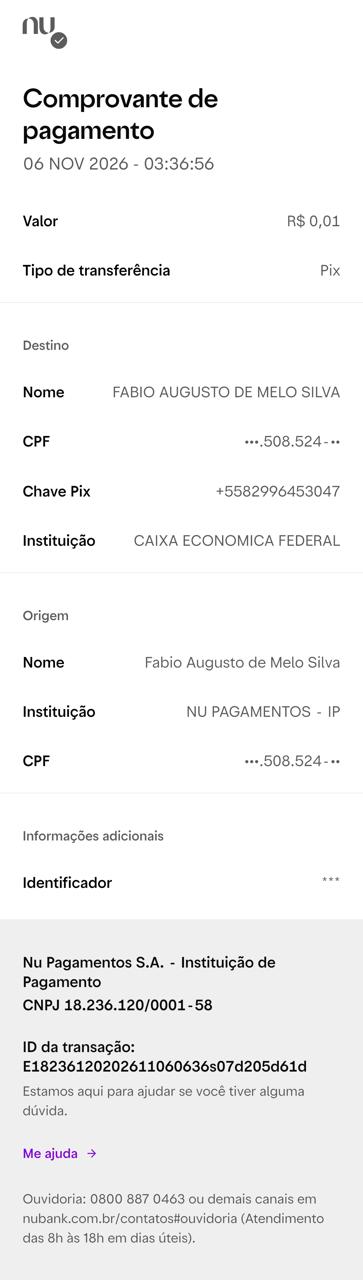 nu
Comprovante de
pagamento
06 NOV 2026 - 03:36:56
Valor R$ 0,01
Tipo de transferência Pix
Destino
Nome FABIO AUGUSTO DE MELO SILVA
CPF •••.508.524-••
Chave Pix +5582996453047
Instituição CAIXA ECONOMICA FEDERAL
Origem
Nome Fabio Augusto de Melo Silva
Instituição NU PAGAMENTOS - IP
CPF •••.508.524-••
Informações adicionais
Identificador ***
Nu Pagamentos S.A. - Instituição de
Pagamento
CNPJ 18.236.120/0001-58
ID da transação:
E18236120202611060636s07d205d61d
Estamos aqui para ajudar se você tiver alguma
dúvida.
Me ajuda →
Ouvidoria: 0800 887 0463 ou demais canais em
nubank.com.br/contatos#ouvidoria (Atendimento
das 8h às 18h em dias úteis).